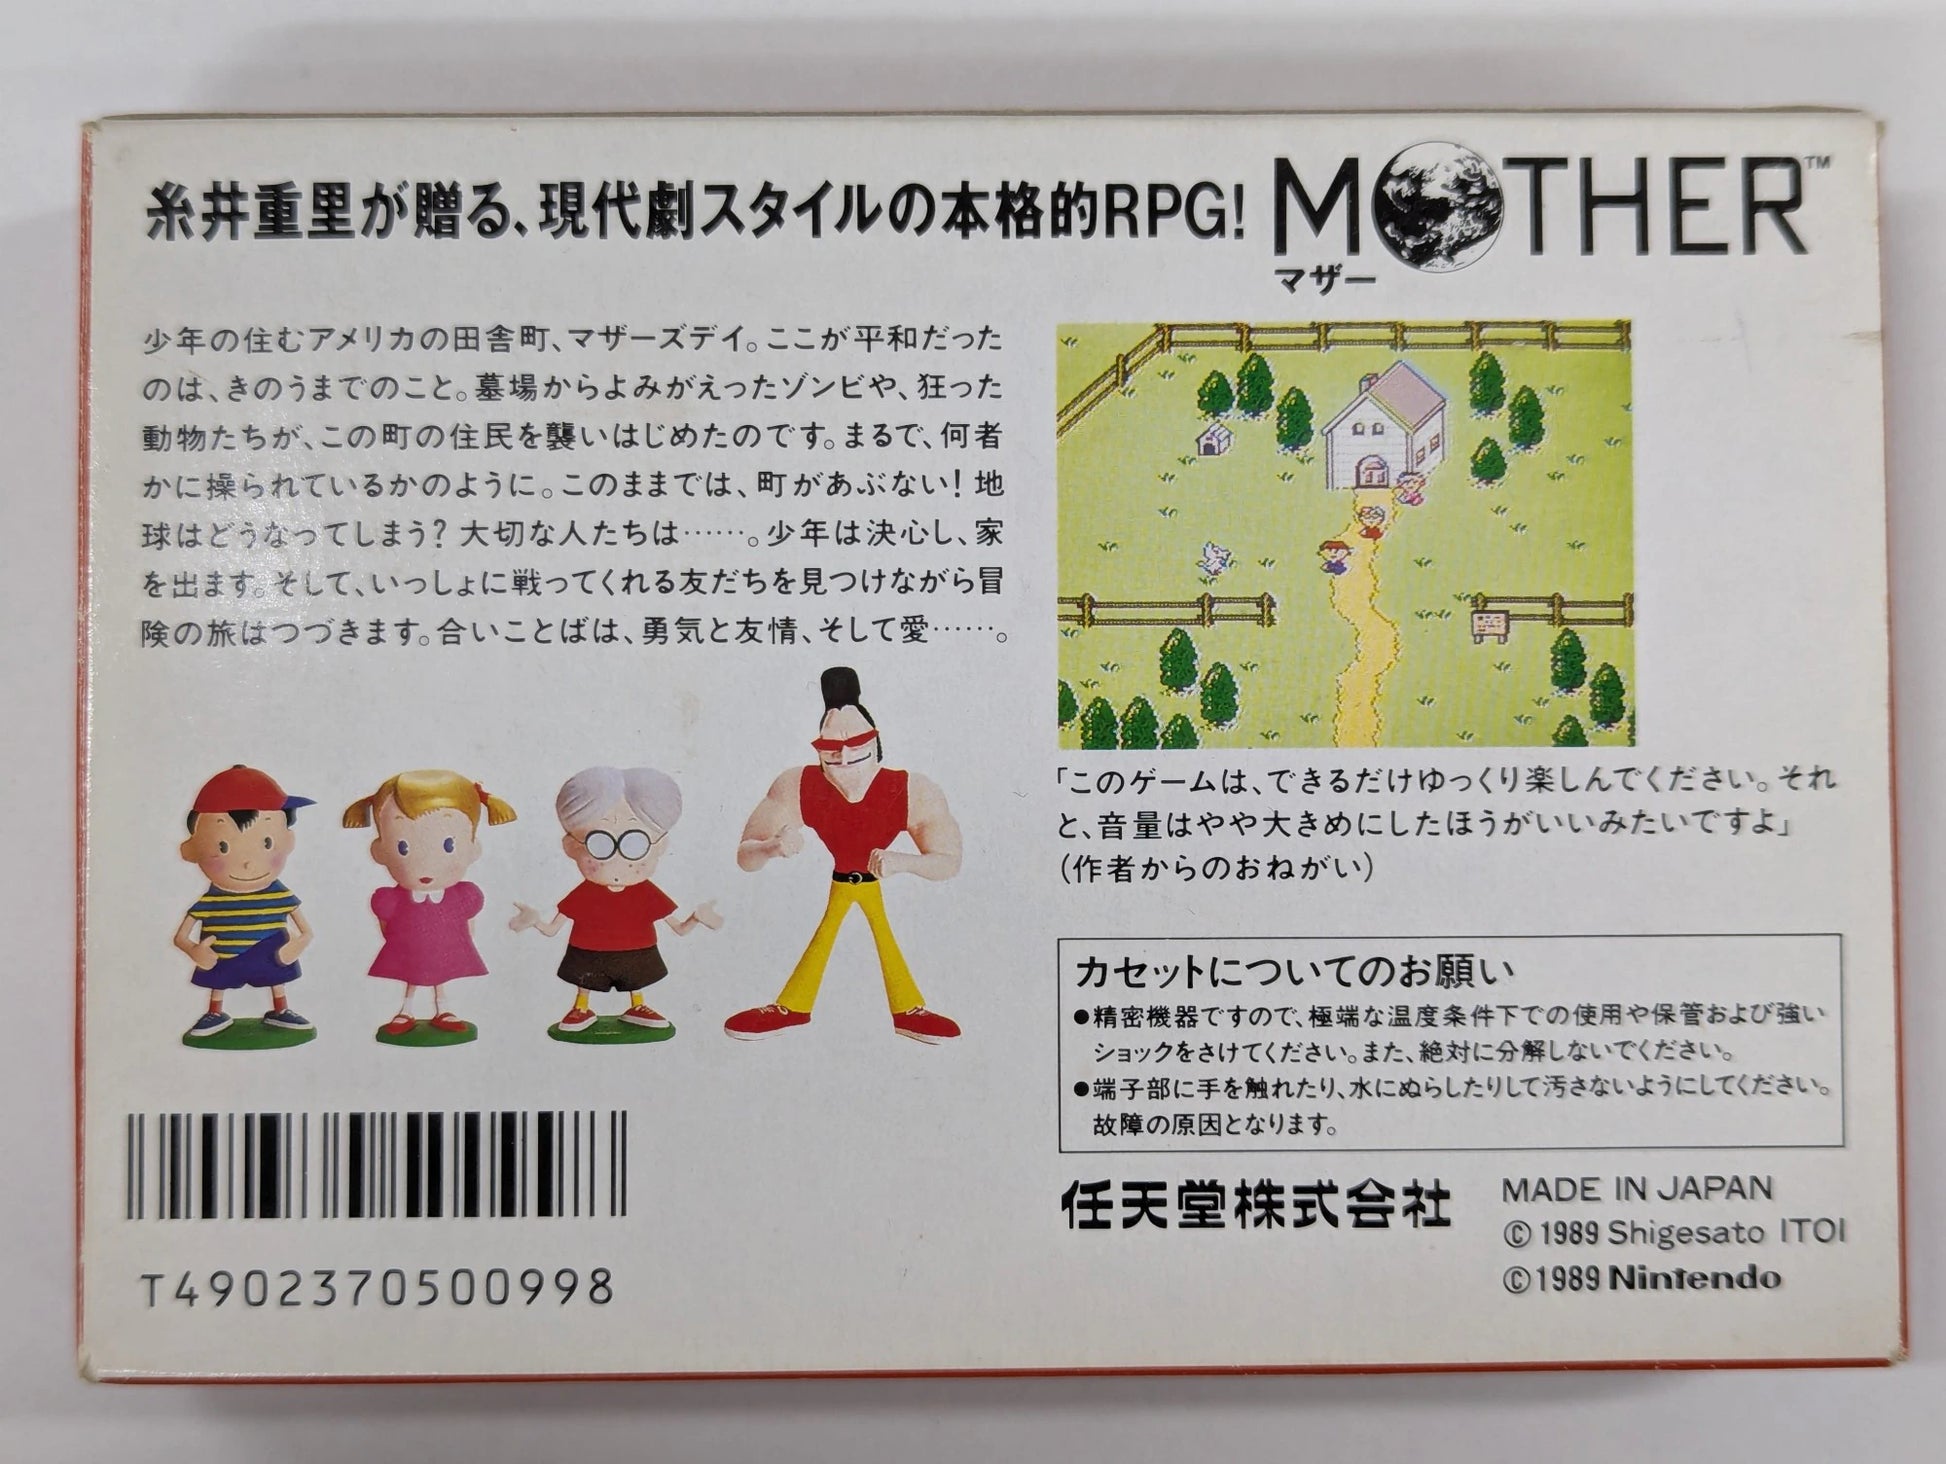 糸井重里が贈る、現代劇スタイルの本格的RPG!
MOTHER™
マザー
少年の住むアメリカの田舎町、マザーズデイ。ここが平和だった
のは、きのうまでのこと。墓場からよみがえったゾンビや、狂った
動物たちが、この町の住民を襲いはじめたのです。まるで、何者
かに操られているかのように。このままでは、町があぶない!地
球はどうなってしまう?大切な人たちは……。少年は決心し、家
を出ます。そして、いっしょに戦ってくれる友だちを見つけながら冒
険の旅はつづきます。合いことばは、勇気と友情、そして愛……。
「このゲームは、できるだけゆっくり楽しんでください。それ
と、音量はやや大きめにしたほうがいいみたいですよ」
(作者からのおねがい)
カセットについてのお願い
●精密機器ですので、極端な温度条件下での使用や保管および強い
ショックをさけてください。また、絶対に分解しないでください。
●端子部に手を触れたり、水にぬらしたりして汚さないようにしてください。
故障の原因となります。
任天堂株式会社
MADE IN JAPAN
©1989 Shigesato ITOI
©1989 Nintendo
T4902370500998